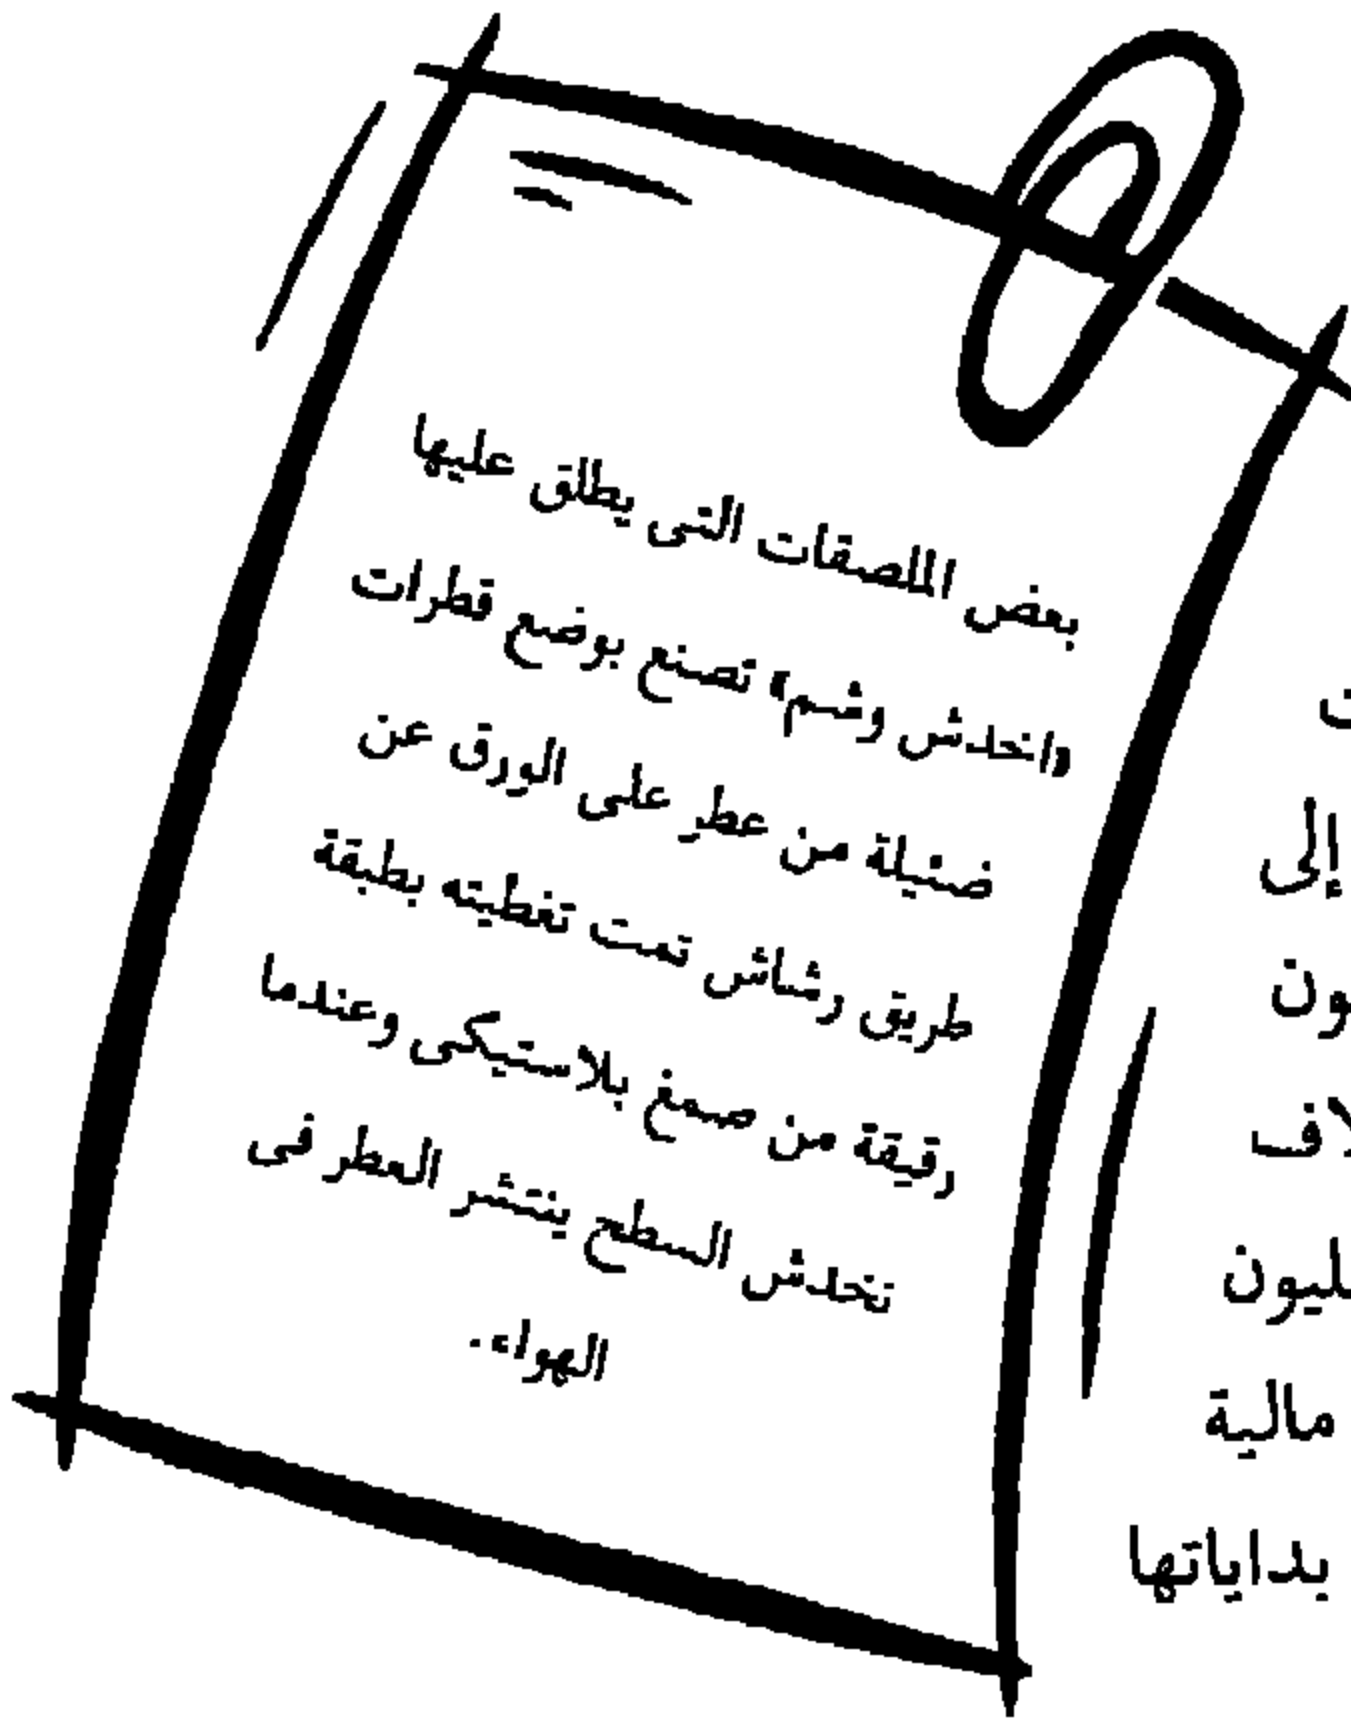 بعض الملصقات التى يطلق عليها
«اخدش وشم» تصنع بوضع قطرات
ضئيلة من عطر على الورق عن
طريق رشاش تمت تغطيته بطبقة
رقيقة من صمغ بلاستيكى وعندما
تخدش السطح ينتشر العطر فى
الهواء.
إلى
مالية
بداياتها